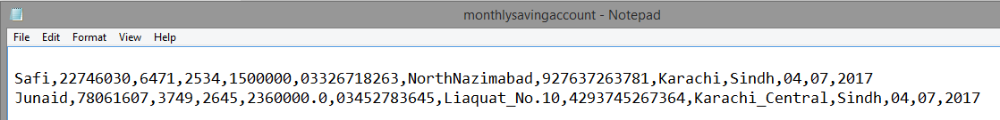 monthlysavingaccount - Notepad
File Edit Format View Help
Safi,22746030,6471,2534,1500000,03326718263,NorthNazimabad,927637263781,Karachi,Sindh,04,07,2017
Junaid,78061607,3749,2645,2360000.0,03452783645,Liaquat_No.10,4293745267364,Karachi_Central,Sindh,04,07,2017